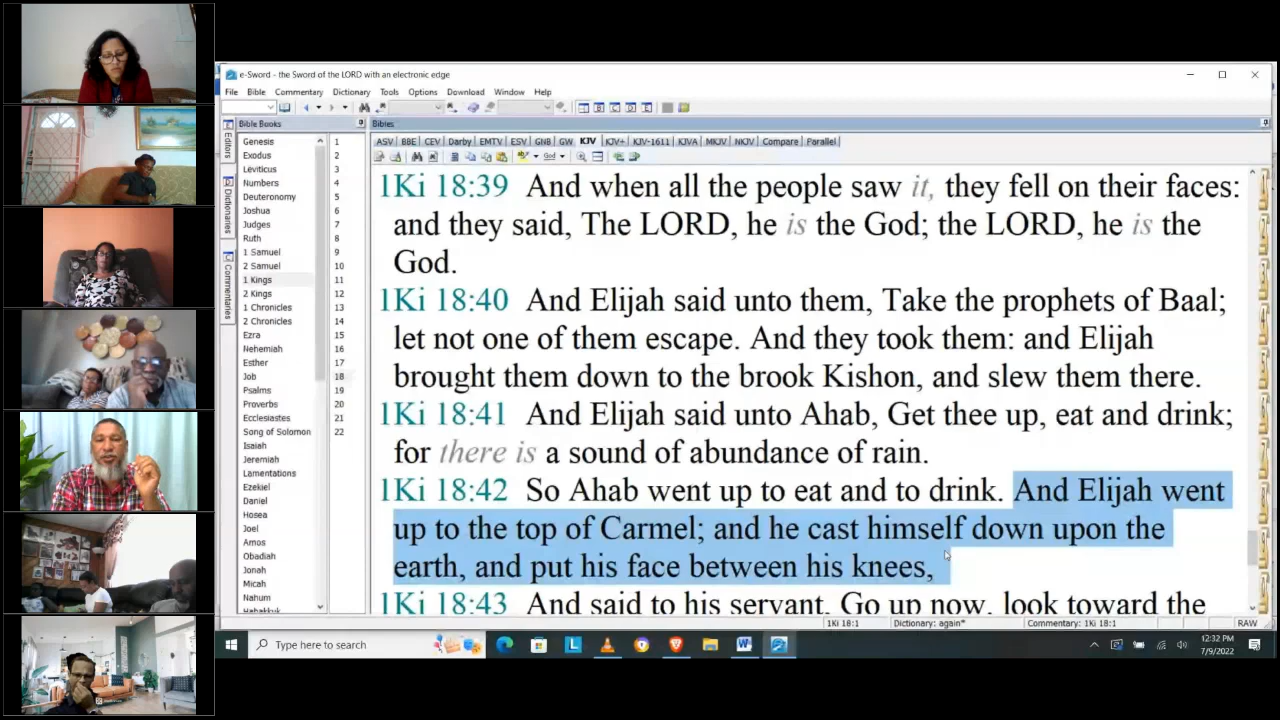 e-Sword - the Sword of the LORD with an electronic edge
File Bible Commentary Dictionary Tools Options Download Window Help
Bible Books
Bibles
Editors
Dictionaries
Commentaries
Genesis 1
Exodus 2
Leviticus 3
Numbers 4
Deuteronomy 5
Joshua 6
Judges 7
Ruth 8
1 Samuel 9
2 Samuel 10
1 Kings 11
2 Kings 12
1 Chronicles 13
2 Chronicles 14
Ezra 15
Nehemiah 16
Esther 17
Job 18
Psalms 19
Proverbs 20
Ecclesiastes 21
Song of Solomon 22
Isaiah
Jeremiah
Lamentations
Ezekiel
Daniel
Hosea
Joel
Amos
Obadiah
Jonah
Micah
Nahum
Habakkuk
ASV BBE CEV Darby EMTV ESV GNB GW KJV KJV+ KJV-1611 KJVA MKJV NKJV Compare Parallel
1Ki 18:39 And when all the people saw it, they fell on their faces:
and they said, The LORD, he is the God; the LORD, he is the
God.
1Ki 18:40 And Elijah said unto them, Take the prophets of Baal;
let not one of them escape. And they took them: and Elijah
brought them down to the brook Kishon, and slew them there.
1Ki 18:41 And Elijah said unto Ahab, Get thee up, eat and drink;
for there is a sound of abundance of rain.
1Ki 18:42 So Ahab went up to eat and to drink. And Elijah went
up to the top of Carmel; and he cast himself down upon the
earth, and put his face between his knees,
1Ki 18:43 And said to his servant, Go up now, look toward the
1Ki 18:1 Dictionary: again* Commentary: 1Ki 18:1 RAW
Type here to search
12:32 PM
7/9/2022